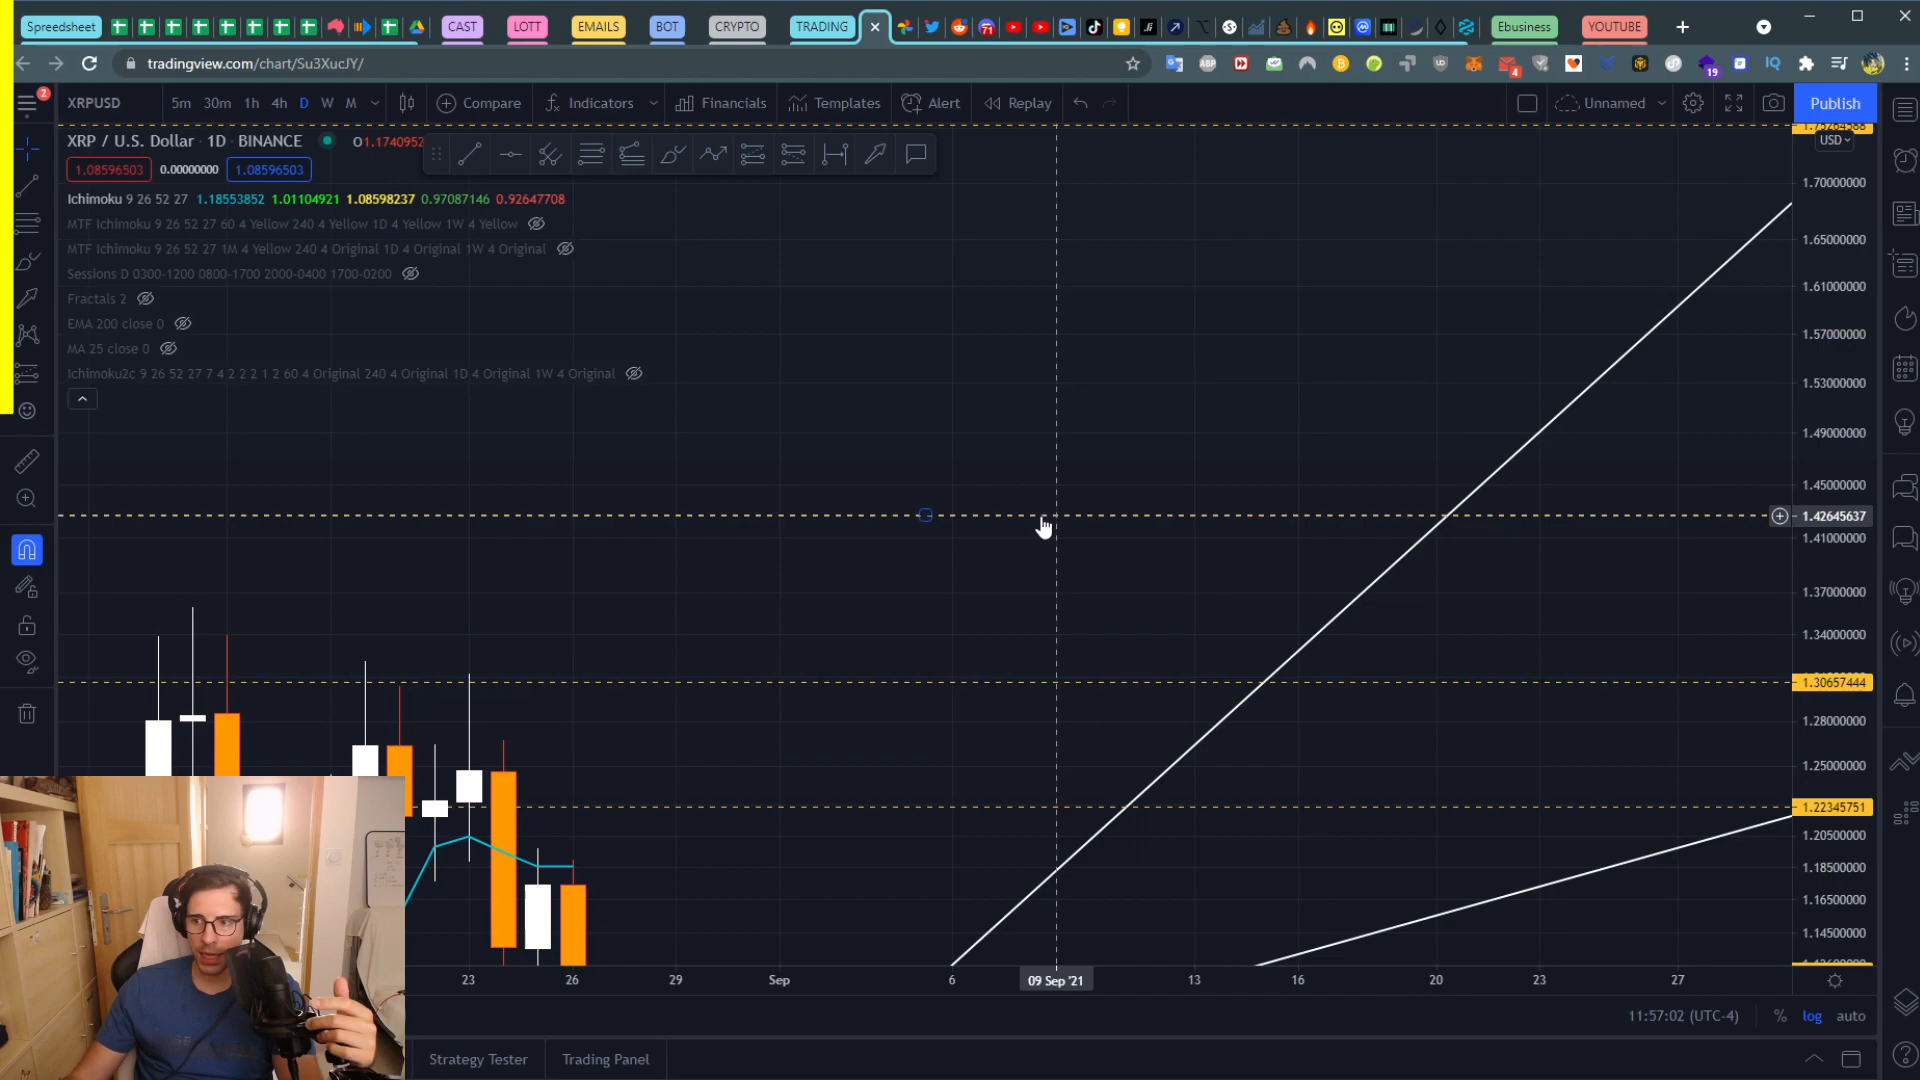 Spreedsheet CAST LOTT EMAILS BOT CRYPTO TRADING 71 Ebusiness YOUTUBE
tradingview.com/chart/Su3XucJY/ ABP UD 4 19 IQ
2 XRPUSD 5m 30m 1h 4h D W M Compare Indicators Financials Templates Alert Replay Unnamed Publish
XRP / U.S. Dollar · 1D · BINANCE O1.1740952
1.08596503 0.00000000 1.08596503
Ichimoku 9 26 52 27 1.18553852 1.01104921 1.08598237 0.97087146 0.92647708
MTF Ichimoku 9 26 52 27 60 4 Yellow 240 4 Yellow 1D 4 Yellow 1W 4 Yellow
MTF Ichimoku 9 26 52 27 1M 4 Yellow 240 4 Original 1D 4 Original 1W 4 Original
Sessions D 0300-1200 0800-1700 2000-0400 1700-0200
Fractals 2
EMA 200 close 0
MA 25 close 0
Ichimoku2c 9 26 52 27 7 4 2 2 2 1 2 60 4 Original 240 4 Original 1D 4 Original 1W 4 Original
USD
1.70000000
1.65000000
1.61000000
1.57000000
1.53000000
1.49000000
1.45000000
1.42645637
1.41000000
1.37000000
1.34000000
1.30657444
1.28000000
1.25000000
1.22345751
1.20500000
1.18500000
1.16500000
1.14500000
23 26 29 Sep 6 09 Sep '21 13 16 20 23 27
11:57:02 (UTC-4) % log auto
Strategy Tester Trading Panel